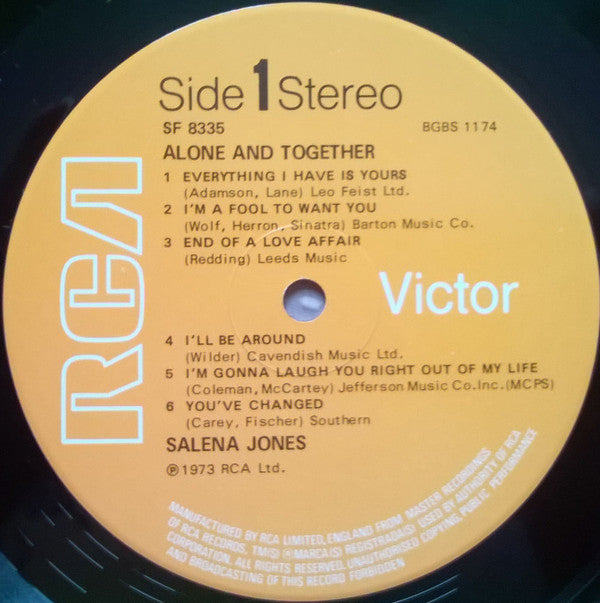 Side 1 Stereo
SF 8335
BGBS 1174
ALONE AND TOGETHER
1 EVERYTHING I HAVE IS YOURS
(Adamson, Lane) Leo Feist Ltd.
2 I'M A FOOL TO WANT YOU
(Wolf, Herron, Sinatra) Barton Music Co.
3 END OF A LOVE AFFAIR
(Redding) Leeds Music
RCA
Victor
4 I'LL BE AROUND
(Wilder) Cavendish Music Ltd.
5 I'M GONNA LAUGH YOU RIGHT OUT OF MY LIFE
(Coleman, McCartey) Jefferson Music Co. Inc. (MCPS)
6 YOU'VE CHANGED
(Carey, Fischer) Southern
SALENA JONES
℗ 1973 RCA Ltd.
MANUFACTURED BY RCA LIMITED, ENGLAND FROM MASTER RECORDINGS
OF RCA RECORDS, TM(S) ® MARCA(S) REGISTRADA(S) USED BY AUTHORITY OF RCA
CORPORATION. ALL RIGHTS RESERVED. UNAUTHORISED COPYING, PUBLIC PERFORMANCE
AND BROADCASTING OF THIS RECORD FORBIDDEN